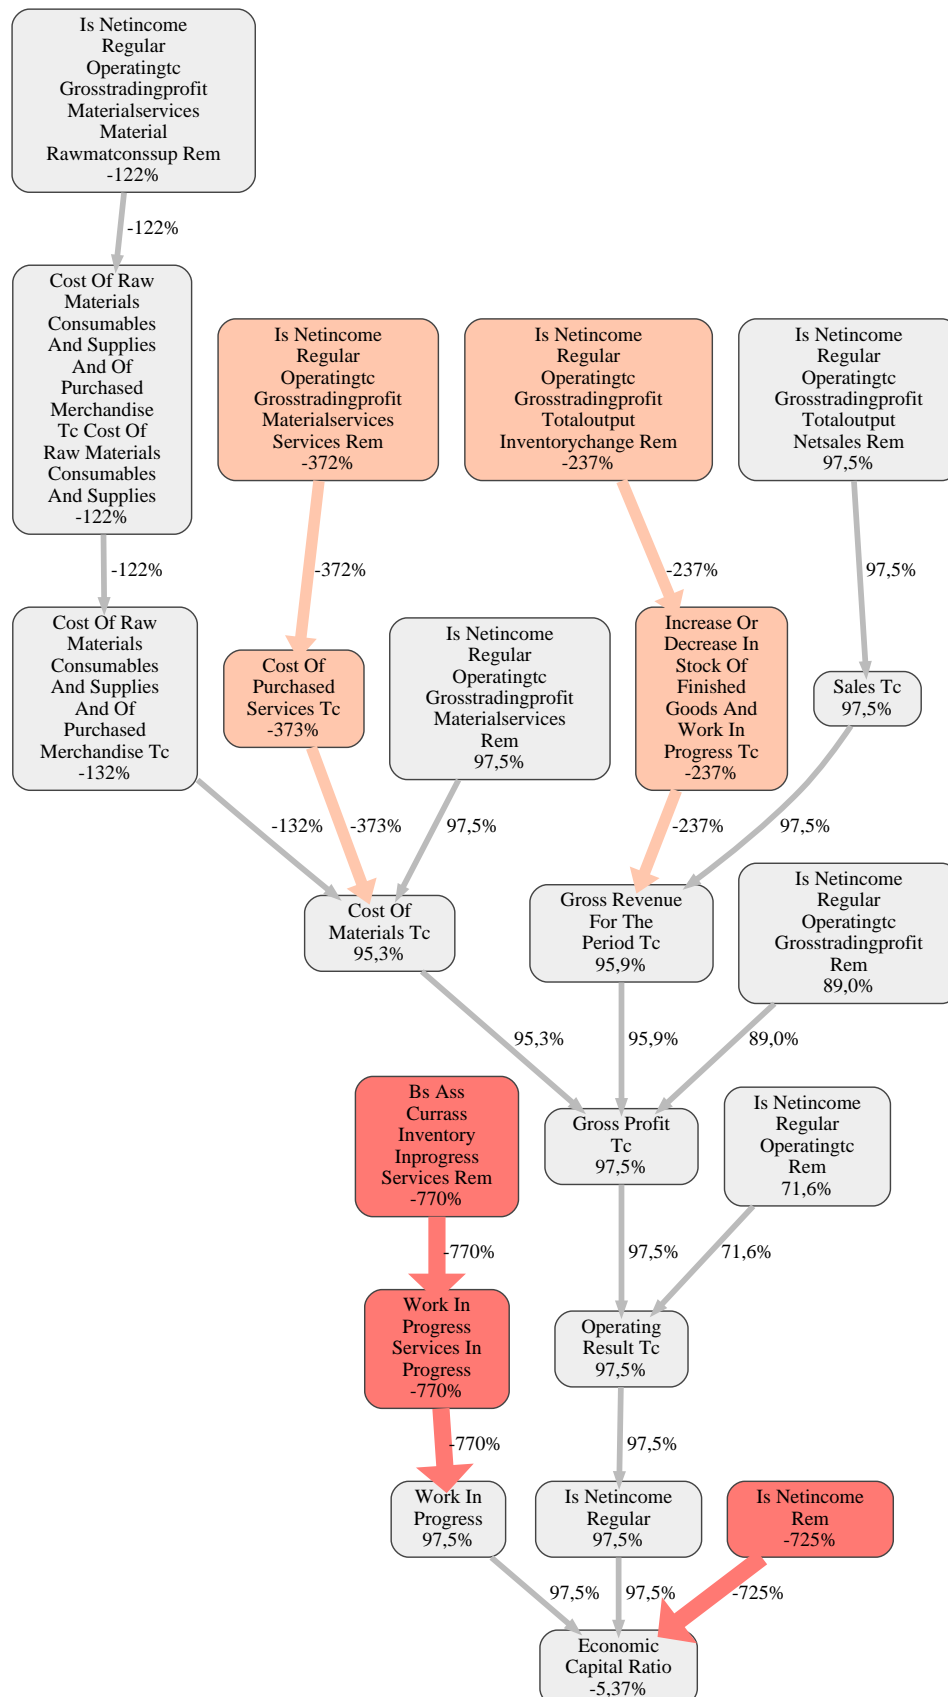 Is Netincome
Regular
Operatingtc
Grosstradingprofit
Materialservices
Material
Rawmatconssup Rem
-122%
-122%
Cost Of Raw
Materials
Consumables
And Supplies
And Of
Purchased
Merchandise
Tc Cost Of
Raw Materials
Consumables
And Supplies
-122%
Is Netincome
Regular
Operatingtc
Grosstradingprofit
Materialservices
Services Rem
-372%
Is Netincome
Regular
Operatingtc
Grosstradingprofit
Totaloutput
Inventorychange Rem
-237%
Is Netincome
Regular
Operatingtc
Grosstradingprofit
Totaloutput
Netsales Rem
97,5%
-122%
-372%
-237%
97,5%
Cost Of Raw
Materials
Consumables
And Supplies
And Of
Purchased
Merchandise Tc
-132%
Cost Of
Purchased
Services Tc
-373%
Is Netincome
Regular
Operatingtc
Grosstradingprofit
Materialservices
Rem
97,5%
Increase Or
Decrease In
Stock Of
Finished
Goods And
Work In
Progress Tc
-237%
Sales Tc
97,5%
-132%
-373%
97,5%
-237%
97,5%
Cost Of
Materials Tc
95,3%
Gross Revenue
For The
Period Tc
95,9%
Is Netincome
Regular
Operatingtc
Grosstradingprofit
Rem
89,0%
95,3%
95,9%
89,0%
Bs Ass
Currass
Inventory
Inprogress
Services Rem
-770%
Gross Profit
Tc
97,5%
Is Netincome
Regular
Operatingtc
Rem
71,6%
-770%
97,5%
71,6%
Work In
Progress
Services In
Progress
-770%
Operating
Result Tc
97,5%
-770%
97,5%
Work In
Progress
97,5%
Is Netincome
Regular
97,5%
Is Netincome
Rem
-725%
97,5%
97,5%
-725%
Economic
Capital Ratio
-5,37%